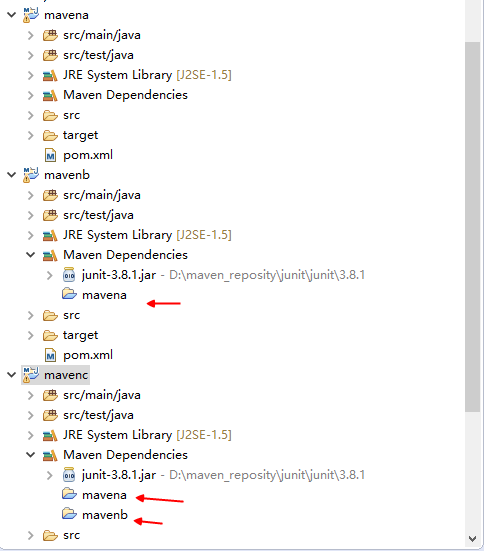 mavena
src/main/java
src/test/java
JRE System Library [J2SE-1.5]
Maven Dependencies
src
target
pom.xml
mavenb
src/main/java
src/test/java
JRE System Library [J2SE-1.5]
Maven Dependencies
junit-3.8.1.jar - D:\maven_reposity\junit\junit\3.8.1
mavena
src
target
pom.xml
mavenc
src/main/java
src/test/java
JRE System Library [J2SE-1.5]
Maven Dependencies
junit-3.8.1.jar - D:\maven_reposity\junit\junit\3.8.1
mavena
mavenb
src